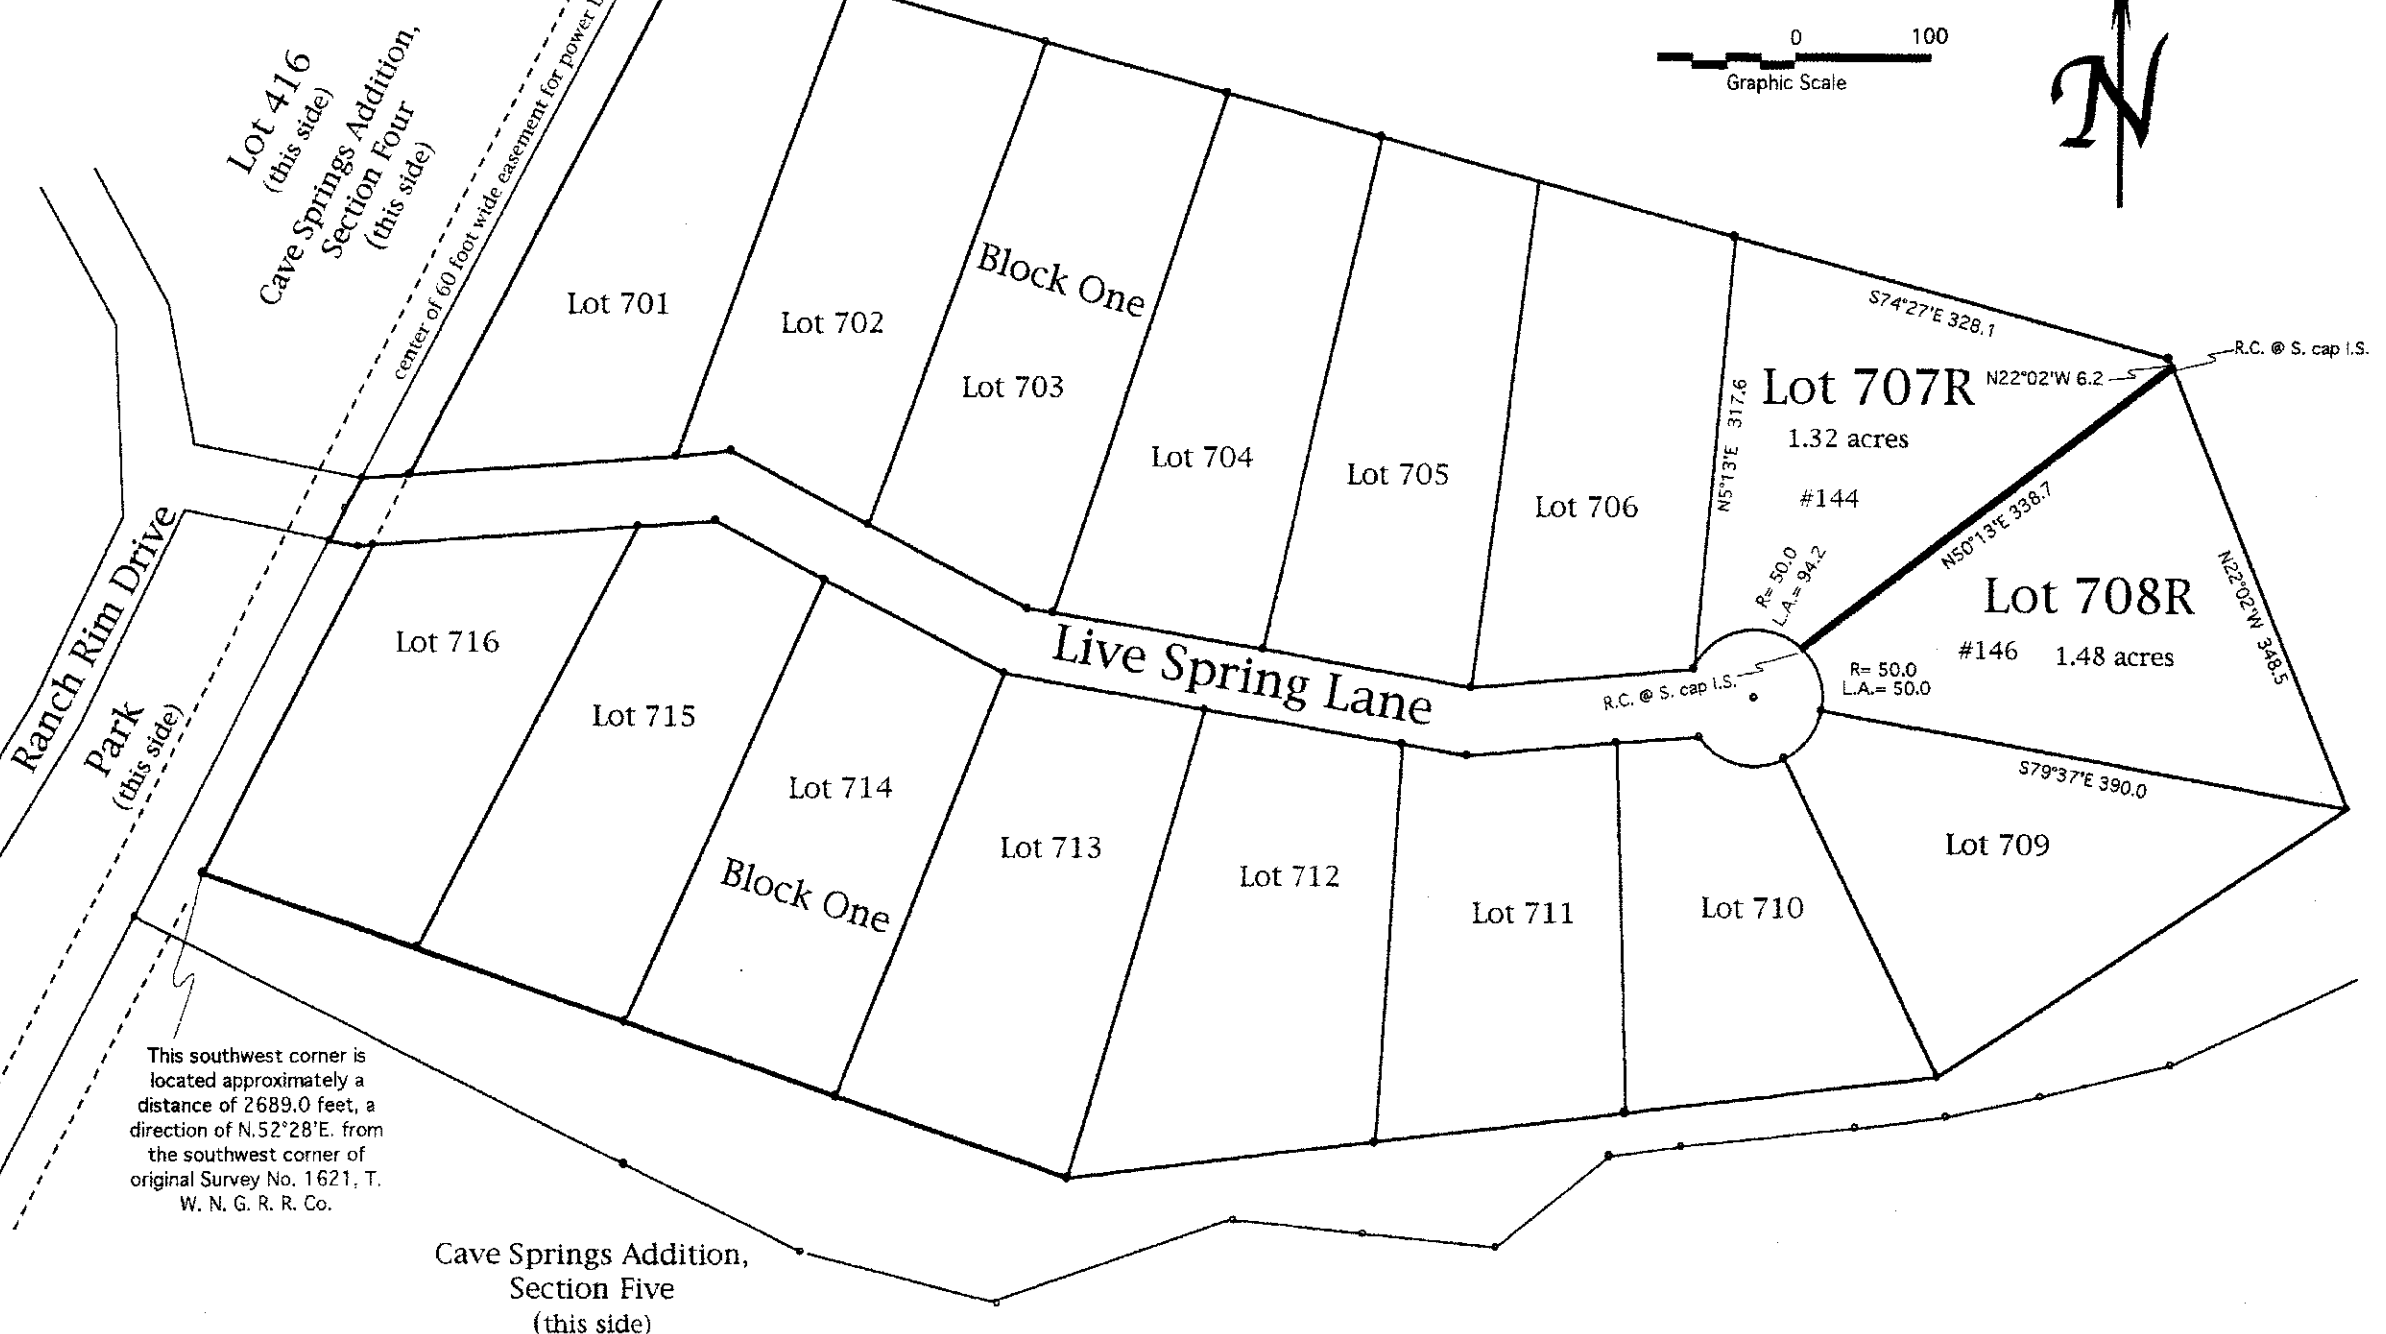 0 100
Graphic Scale
N
Lot 416
(this side)
Cave Springs Addition,
Section Four
(this side)
center of 60 foot wide easement for power
Lot 701
Lot 702
Block One
Lot 703
Lot 704
Lot 705
Lot 706
N5°13'E 317.6
S74°27'E 328.1
R.C. @ S. cap I.S.
N22°02'W 6.2
Lot 707R
1.32 acres
#144
R= 50.0
L.A.= 94.2
N50°13'E 338.7
Lot 708R
#146 1.48 acres
N22°02'W 348.5
R= 50.0
L.A.= 50.0
R.C. @ S. cap I.S.
S79°37'E 390.0
Live Spring Lane
Ranch Rim Drive
Park
(this side)
Lot 716
Lot 715
Lot 714
Block One
Lot 713
Lot 712
Lot 711
Lot 710
Lot 709
This southwest corner is
located approximately a
distance of 2689.0 feet, a
direction of N.52°28'E. from
the southwest corner of
original Survey No. 1621, T.
W. N. G. R. R. Co.
Cave Springs Addition,
Section Five
(this side)